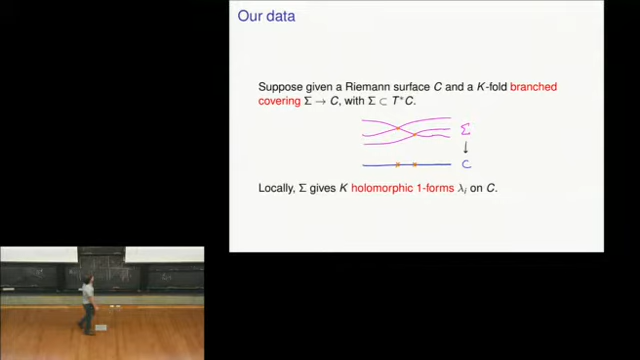 Our data
Suppose given a Riemann surface C and a K-fold branched
covering Σ → C, with Σ ⊂ T*C.
Σ
↓
C
Locally, Σ gives K holomorphic 1-forms λᵢ on C.